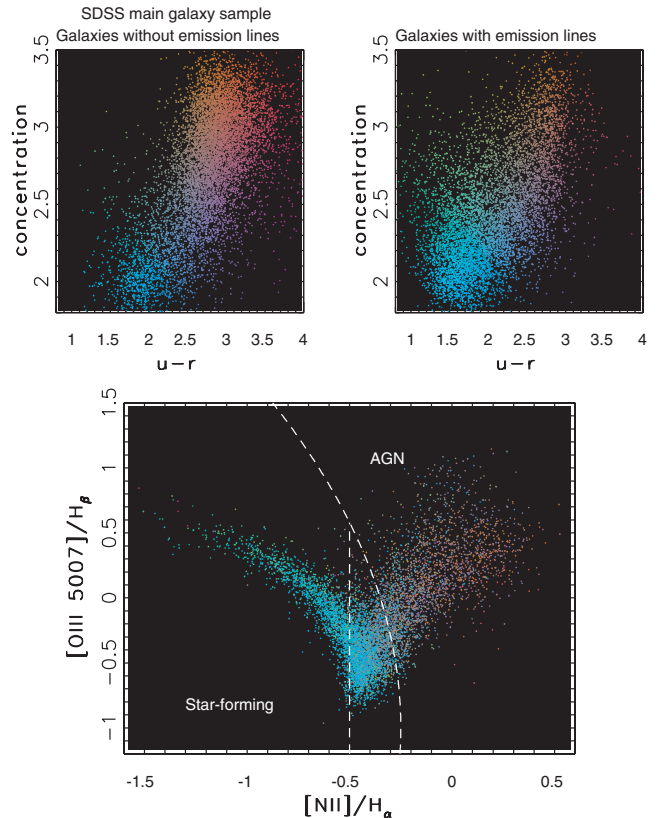 SDSS main galaxy sample
Galaxies without emission lines
Galaxies with emission lines
3.5
3
2.5
2
concentration
1 2 2.5 3 3.5 4
u−r
3.5
3
2.5
2
concentration
1 1.5 2 2.5 3 3.5 4
u−r
1.5
1
0.5
0
−0.5
−1
[OIII 5007]/Hβ
AGN
Star-forming
-1.5 -1 -0.5 0 0.5
[NII]/Hα